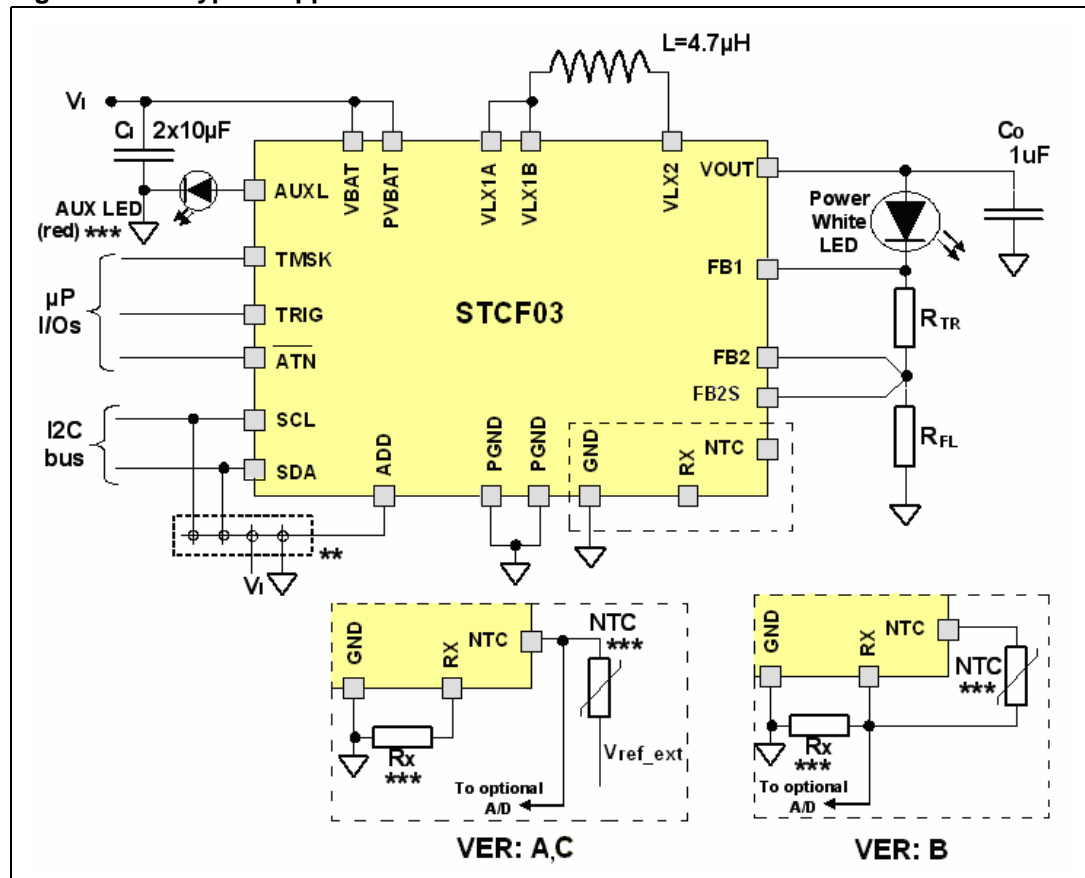 L=4.7µH
VI
CI 2x10µF
AUX LED
(red) ***
µP
I/Os
I2C
bus
AUXL
TMSK
TRIG
ATN
SCL
SDA
VBAT
PVBAT
VLX1A
VLX1B
VLX2
VOUT
FB1
FB2
FB2S
NTC
STCF03
ADD
PGND
PGND
GND
RX
CO
1uF
Power
White
LED
RTR
RFL
**
VI
GND
RX
NTC
NTC
***
Rx
***
Vref_ext
To optional
A/D
VER: A,C
GND
RX
NTC
NTC
***
Rx
***
To optional
A/D
VER: B